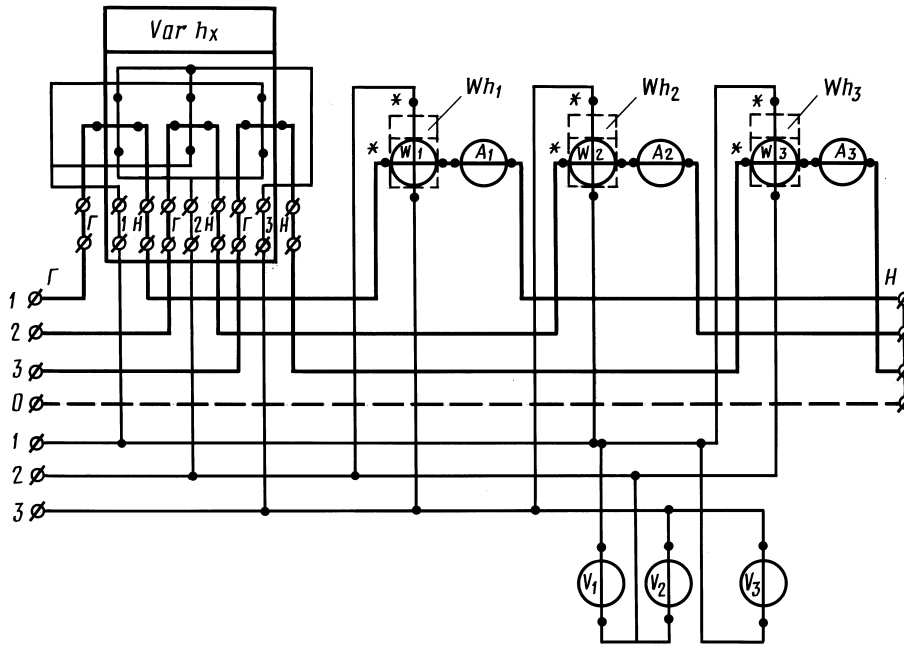 Var hx
* Wh1
* W1 A1
* Wh2
* W2 A2
* Wh3
* W3 A3
Г 1 Н Г 2 Н Г 3 Н
Г Н
1
2
3
0
1
2
3
V1 V2 V3